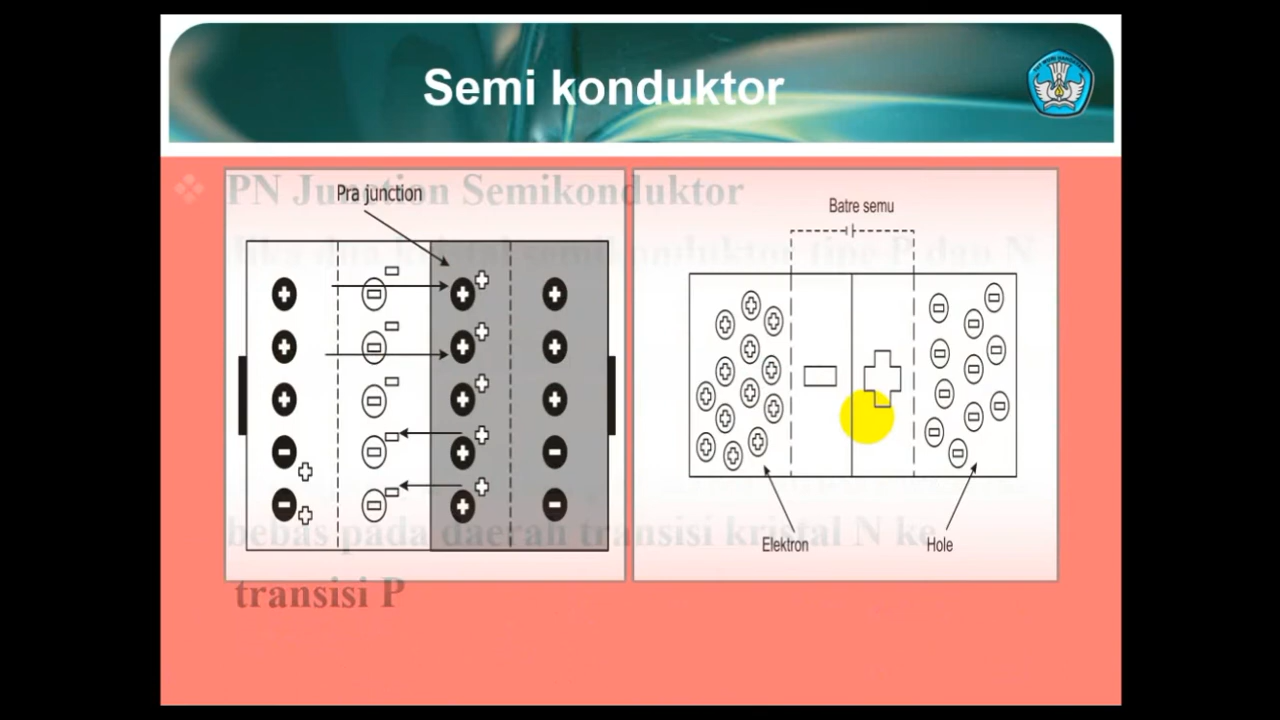 Semi konduktor
PN Junction Semikonduktor
Jika dua kristal semikonduktor tipe P dan N
bebas pada daerah transisi kristal N ke
transisi P
Pra junction
Batre semu
Elektron
Hole